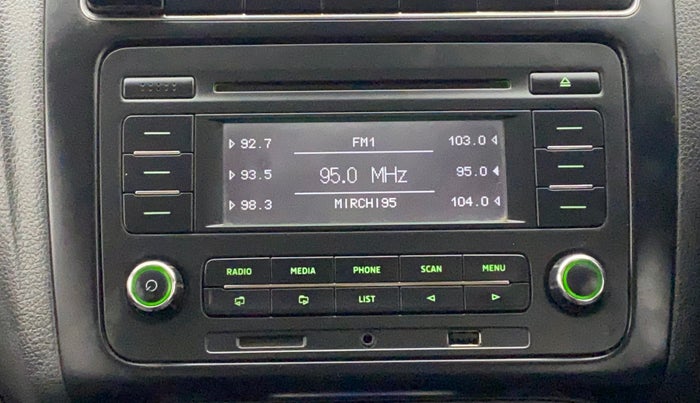 92.7 FM1 103.0
93.5 95.0 MHz 95.0
98.3 MIRCHI95 104.0
RADIO MEDIA PHONE SCAN MENU
LIST